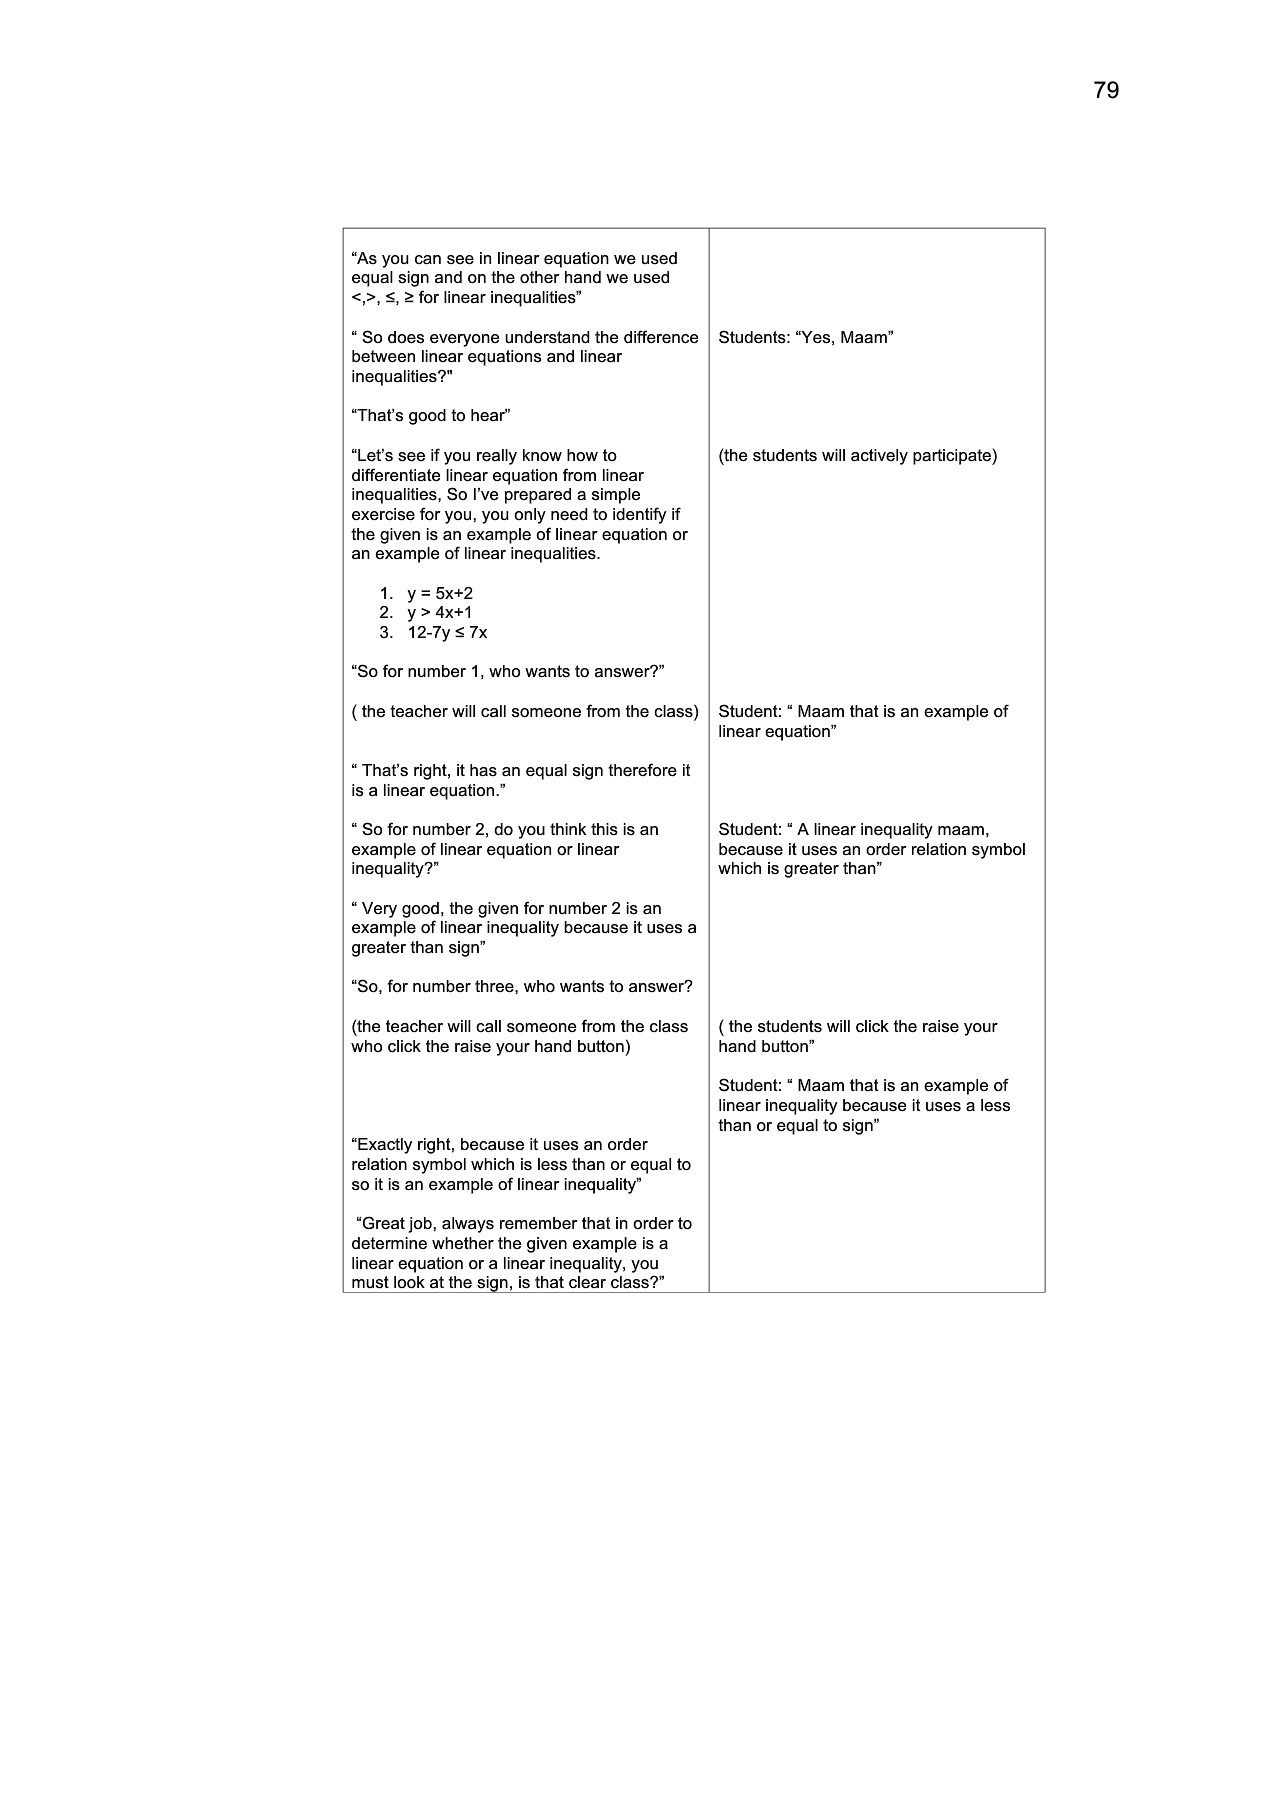 79
“As you can see in linear equation we used
equal sign and on the other hand we used
<,>, ≤, ≥ for linear inequalities”
“ So does everyone understand the difference
between linear equations and linear
inequalities?"
Students: “Yes, Maam”
“That’s good to hear”
“Let’s see if you really know how to
differentiate linear equation from linear
inequalities, So I’ve prepared a simple
exercise for you, you only need to identify if
the given is an example of linear equation or
an example of linear inequalities.
(the students will actively participate)
1. y = 5x+2
2. y > 4x+1
3. 12-7y ≤ 7x
“So for number 1, who wants to answer?”
( the teacher will call someone from the class)
Student: “ Maam that is an example of
linear equation”
“ That’s right, it has an equal sign therefore it
is a linear equation.”
“ So for number 2, do you think this is an
example of linear equation or linear
inequality?”
Student: “ A linear inequality maam,
because it uses an order relation symbol
which is greater than”
“ Very good, the given for number 2 is an
example of linear inequality because it uses a
greater than sign”
“So, for number three, who wants to answer?
(the teacher will call someone from the class
who click the raise your hand button)
( the students will click the raise your
hand button”
Student: “ Maam that is an example of
linear inequality because it uses a less
than or equal to sign”
“Exactly right, because it uses an order
relation symbol which is less than or equal to
so it is an example of linear inequality”
“Great job, always remember that in order to
determine whether the given example is a
linear equation or a linear inequality, you
must look at the sign, is that clear class?”